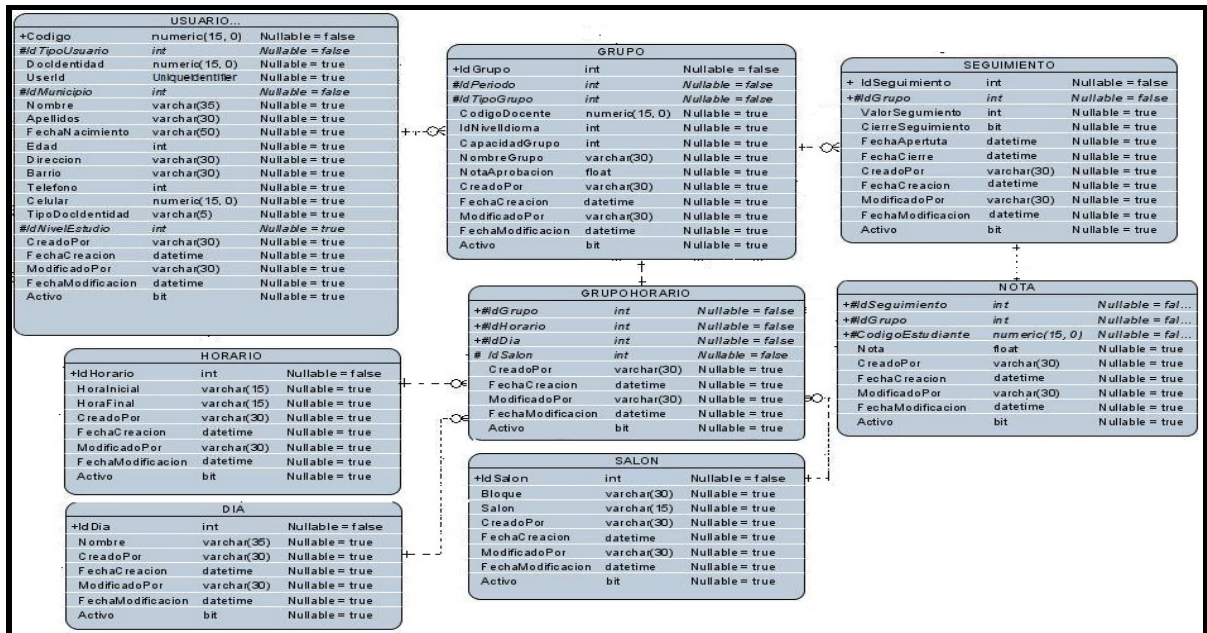 USUARIO...
+Codigo numeric(15, 0) Nullable = false
#IdTipoUsuario int Nullable = false
DocIdentidad numeric(15, 0) Nullable = true
UserId UniqueIdentifier Nullable = true
#IdMunicipio int Nullable = false
Nombre varchar(35) Nullable = true
Apellidos varchar(30) Nullable = true
FechaNacimiento varchar(50) Nullable = true
Edad int Nullable = true
Direccion varchar(30) Nullable = true
Barrio varchar(30) Nullable = true
Telefono int Nullable = true
Celular numeric(15, 0) Nullable = true
TipoDocIdentidad varchar(5) Nullable = true
#IdNivelEstudio int Nullable = true
CreadoPor varchar(30) Nullable = true
FechaCreacion datetime Nullable = true
ModificadoPor varchar(30) Nullable = true
FechaModificacion datetime Nullable = true
Activo bit Nullable = true
GRUPO
+IdGrupo int Nullable = false
#IdPeriodo int Nullable = false
#IdTipoGrupo int Nullable = false
CodigoDocente numeric(15, 0) Nullable = true
IdNivelIdioma int Nullable = true
CapacidadGrupo int Nullable = true
NombreGrupo varchar(30) Nullable = true
NotaAprobacion float Nullable = true
CreadoPor varchar(30) Nullable = true
FechaCreacion datetime Nullable = true
ModificadoPor varchar(30) Nullable = true
FechaModificacion datetime Nullable = true
Activo bit Nullable = true
SEGUIMIENTO
+ IdSeguimiento int Nullable = false
+#IdGrupo int Nullable = false
ValorSegumiento int Nullable = true
CierreSeguimiento bit Nullable = true
FechaApertuta datetime Nullable = true
FechaCierre datetime Nullable = true
CreadoPor varchar(30) Nullable = true
FechaCreacion datetime Nullable = true
ModificadoPor varchar(30) Nullable = true
FechaModificacion datetime Nullable = true
Activo bit Nullable = true
GRUPOHORARIO
+#IdGrupo int Nullable = false
+#IdHorario int Nullable = false
+#IdDia int Nullable = false
# IdSalon int Nullable = false
CreadoPor varchar(30) Nullable = true
FechaCreacion datetime Nullable = true
ModificadoPor varchar(30) Nullable = true
FechaModificacion datetime Nullable = true
Activo bit Nullable = true
NOTA
+#IdSeguimiento int Nullable = fal...
+#IdGrupo int Nullable = fal...
+#CodigoEstudiante numeric(15, 0) Nullable = fal...
Nota float Nullable = true
CreadoPor varchar(30) Nullable = true
FechaCreacion datetime Nullable = true
ModificadoPor varchar(30) Nullable = true
FechaModificacion datetime Nullable = true
Activo bit Nullable = true
HORARIO
+IdHorario int Nullable = false
HoraInicial varchar(15) Nullable = true
HoraFinal varchar(15) Nullable = true
CreadoPor varchar(30) Nullable = true
FechaCreacion datetime Nullable = true
ModificadoPor varchar(30) Nullable = true
FechaModificacion datetime Nullable = true
Activo bit Nullable = true
SALON
+IdSalon int Nullable = false
Bloque varchar(30) Nullable = true
Salon varchar(15) Nullable = true
CreadoPor varchar(30) Nullable = true
FechaCreacion datetime Nullable = true
ModificadoPor varchar(30) Nullable = true
FechaModificacion datetime Nullable = true
Activo bit Nullable = true
DIA
+IdDia int Nullable = false
Nombre varchar(35) Nullable = true
CreadoPor varchar(30) Nullable = true
FechaCreacion datetime Nullable = true
ModificadoPor varchar(30) Nullable = true
FechaModificacion datetime Nullable = true
Activo bit Nullable = true